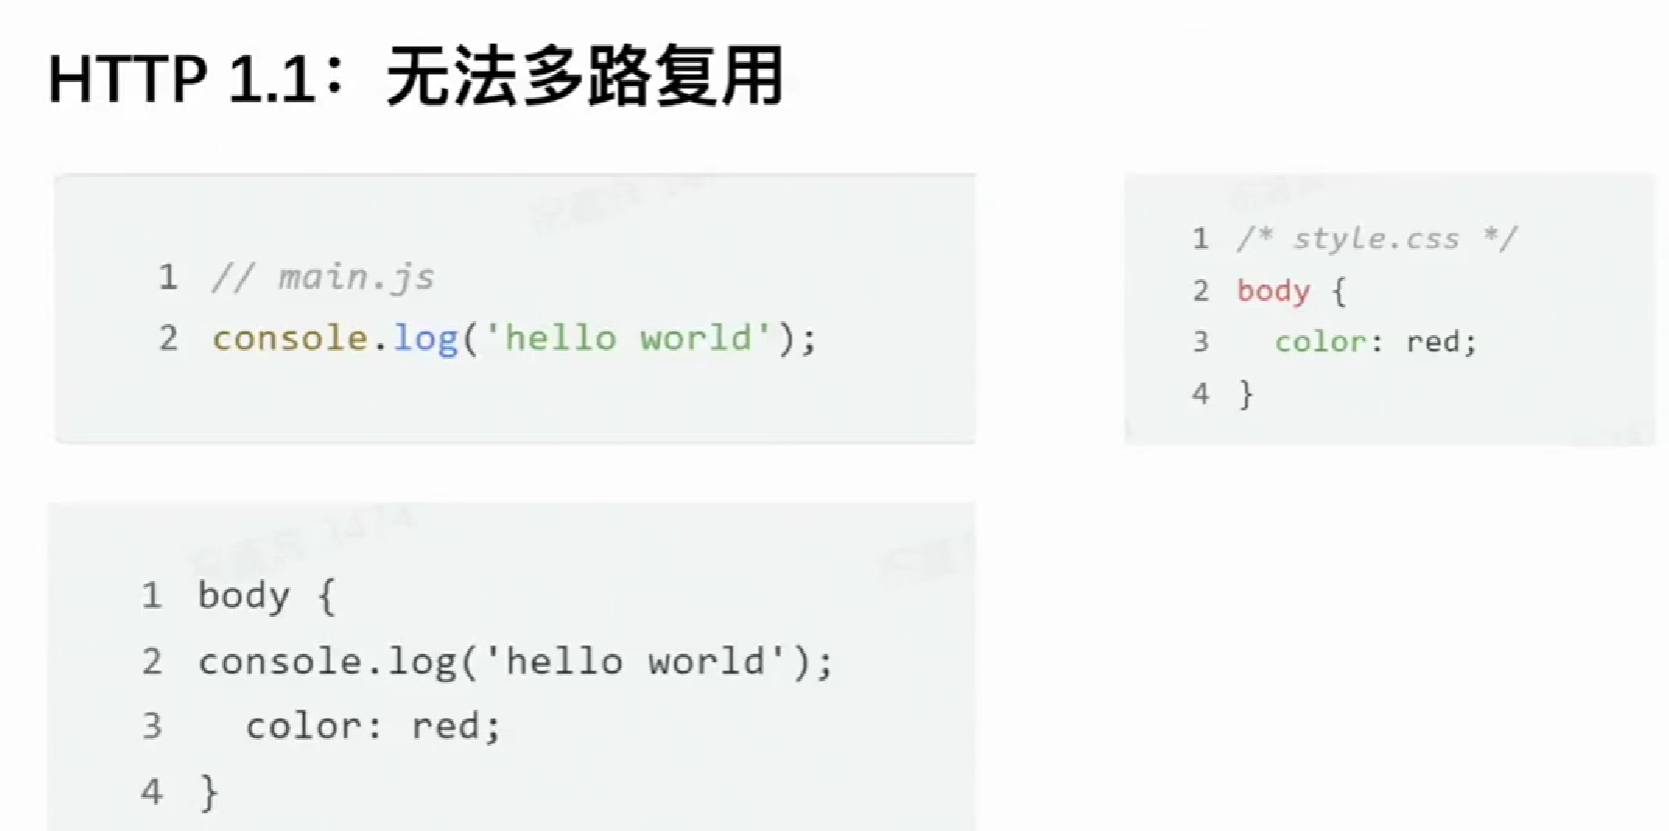 HTTP 1.1：无法多路复用
1 // main.js
2 console.log('hello world');
1 /* style.css */
2 body {
3   color: red;
4 }
1 body {
2 console.log('hello world');
3   color: red;
4 }